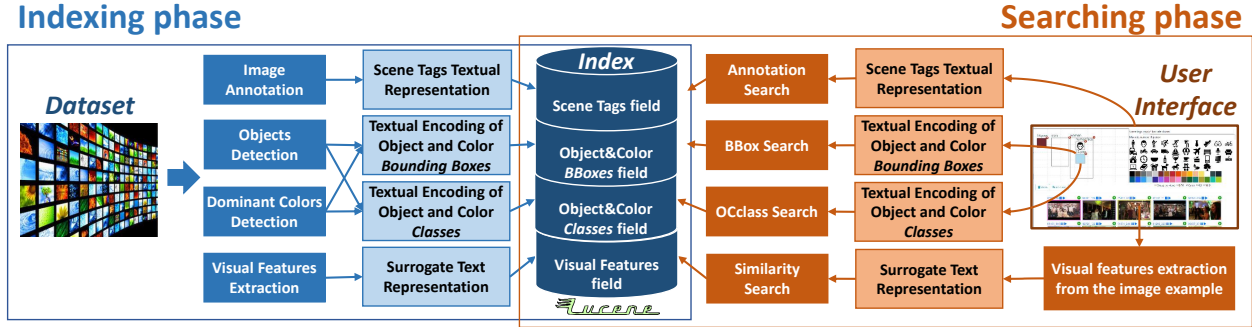 Indexing phase
Searching phase
Dataset
Image
Annotation
Objects
Detection
Dominant Colors
Detection
Visual Features
Extraction
Scene Tags Textual
Representation
Textual Encoding of
Object and Color
Bounding Boxes
Textual Encoding of
Object and Color
Classes
Surrogate Text
Representation
Index
Scene Tags field
Object&Color
BBoxes field
Object&Color
Classes field
Visual Features
field
Lucene
Annotation
Search
BBox Search
OCclass Search
Similarity
Search
Scene Tags Textual
Representation
Textual Encoding of
Object and Color
Bounding Boxes
Textual Encoding of
Object and Color
Classes
Surrogate Text
Representation
User
Interface
Visual features extraction
from the image example